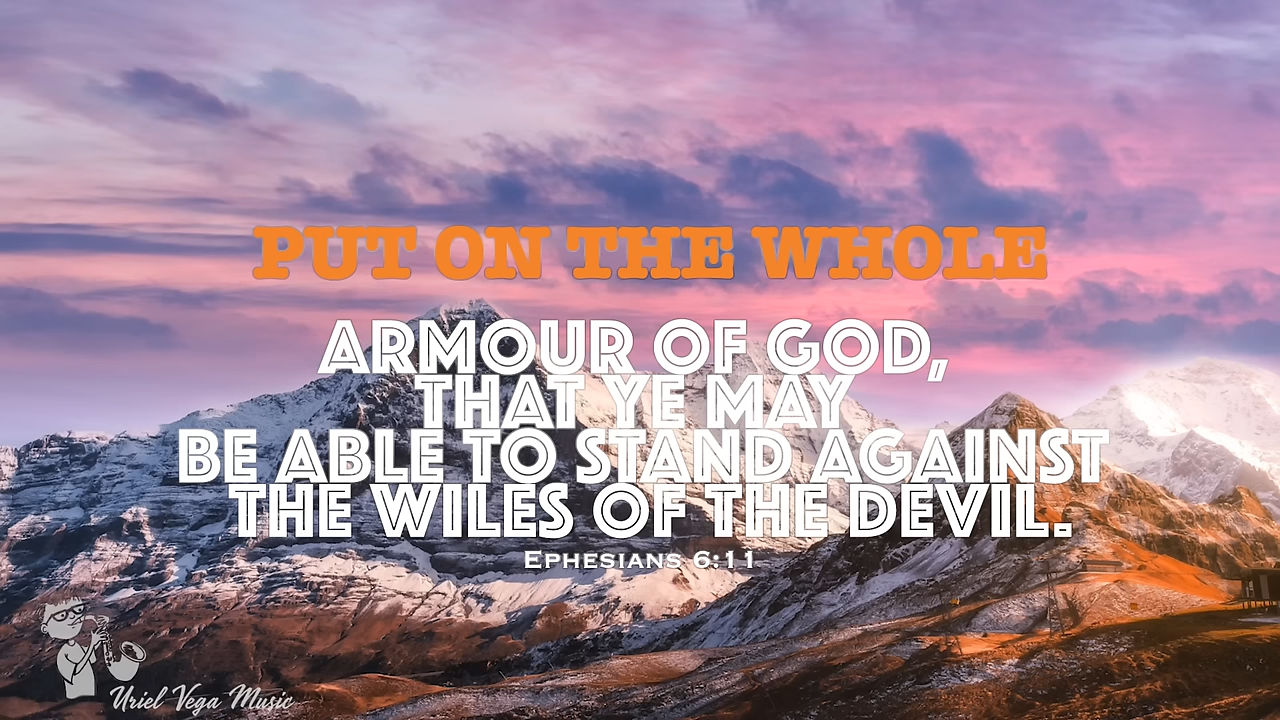 PUT ON THE WHOLE
ARMOUR OF GOD,
THAT YE MAY
BE ABLE TO STAND AGAINST
THE WILES OF THE DEVIL.
EPHESIANS 6:11
Uriel Vega Music